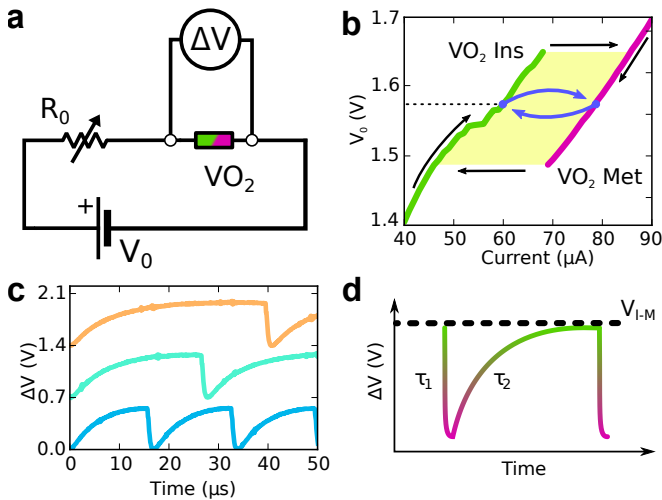 a
ΔV
R₀
VO₂
+
V₀
b
1.7
1.6
1.5
1.4
V₀ (V)
VO₂ Ins
VO₂ Met
40 50 60 70 80 90
Current (μA)
c
2.1
1.4
0.7
0.0
ΔV (V)
0 10 20 30 40 50
Time (μs)
d
V_I-M
τ₁
τ₂
ΔV (V)
Time